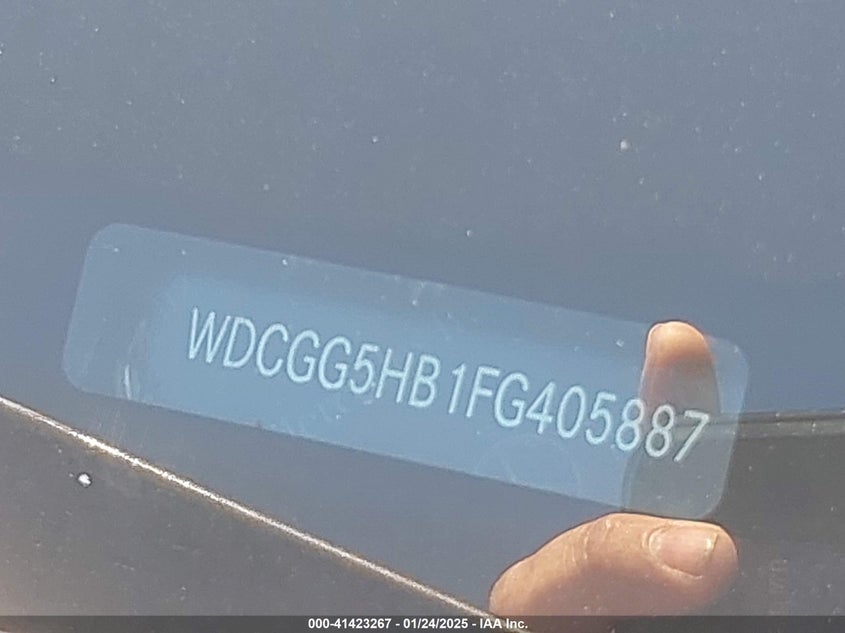 WDCGG5HB1FG405887
000-41423267 - 01/24/2025 - IAA Inc.